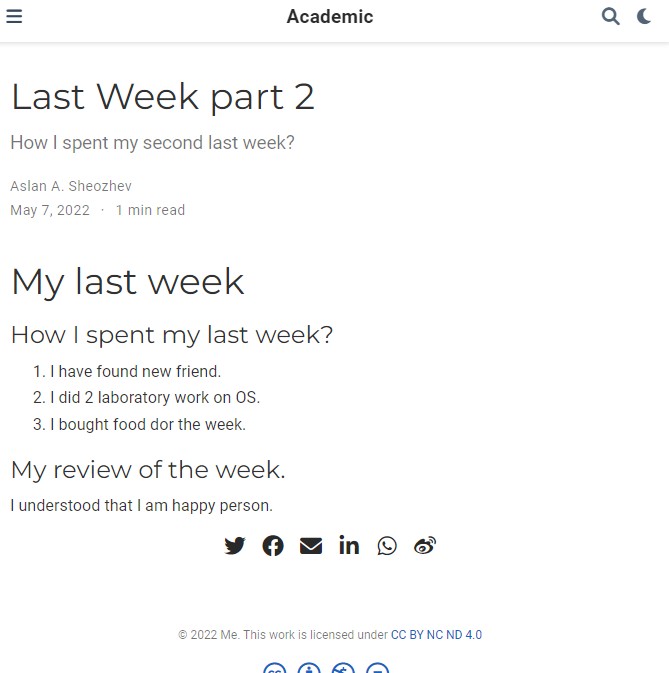 Academic
Last Week part 2
How I spent my second last week?
Aslan A. Sheozhev
May 7, 2022 · 1 min read
My last week
How I spent my last week?
1. I have found new friend.
2. I did 2 laboratory work on OS.
3. I bought food dor the week.
My review of the week.
I understood that I am happy person.
© 2022 Me. This work is licensed under CC BY NC ND 4.0